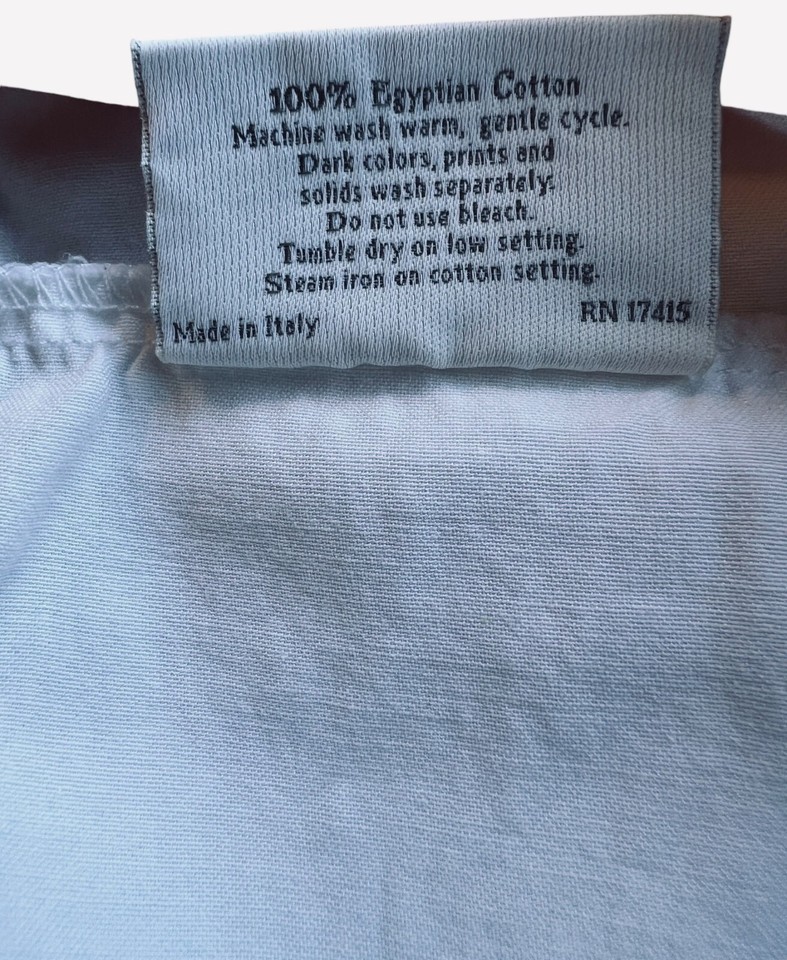 100% Egyptian Cotton
Machine wash warm, gentle cycle.
Dark colors, prints and
solids wash separately.
Do not use bleach.
Tumble dry on low setting.
Steam iron on cotton setting.
Made in Italy RN 17415